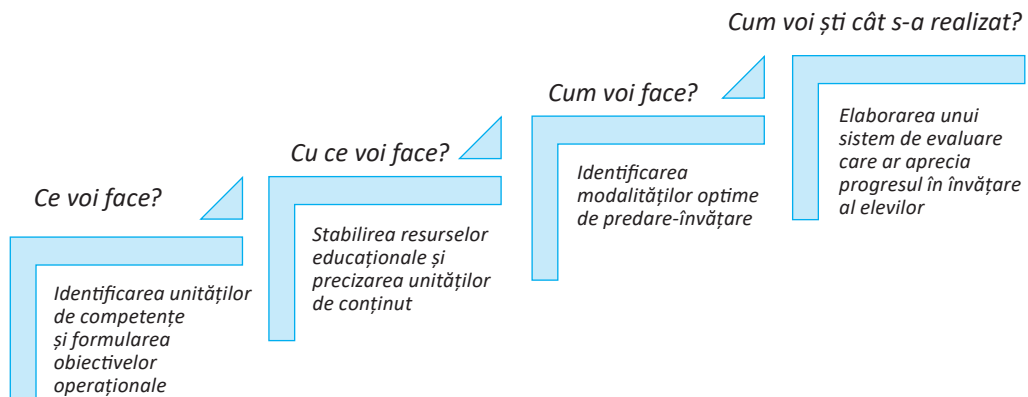 Ce voi face?
Identificarea unităților
de competențe
și formularea
obiectivelor
operaționale
Cu ce voi face?
Stabilirea resurselor
educaționale și
precizarea unităților
de conținut
Cum voi face?
Identificarea
modalităților optime
de predare-învățare
Cum voi ști cât s-a realizat?
Elaborarea unui
sistem de evaluare
care ar aprecia
progresul în învățare
al elevilor